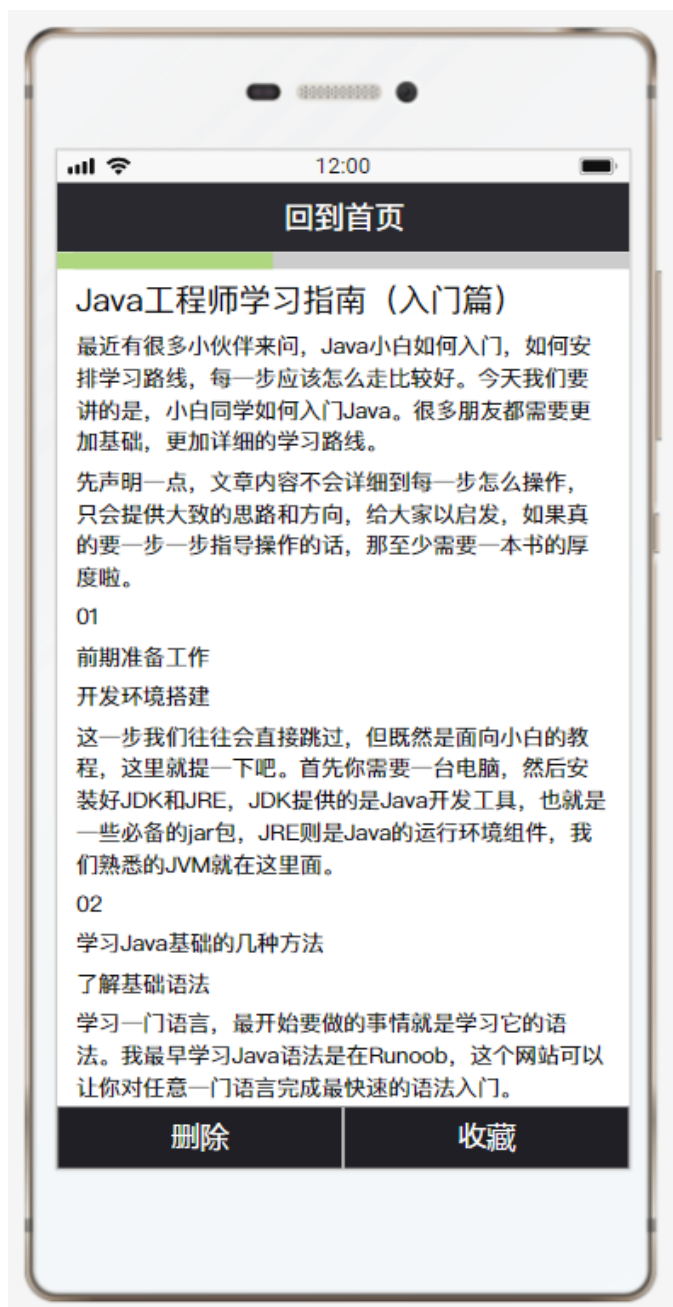 12:00
回到首页
Java工程师学习指南（入门篇）
最近有很多小伙伴来问，Java小白如何入门，如何安
排学习路线，每一步应该怎么走比较好。今天我们要
讲的是，小白同学如何入门Java。很多朋友都需要更
加基础，更加详细的学习路线。
先声明一点，文章内容不会详细到每一步怎么操作，
只会提供大致的思路和方向，给大家以启发，如果真
的要一步一步指导操作的话，那至少需要一本书的厚
度啦。
01
前期准备工作
开发环境搭建
这一步我们往往会直接跳过，但既然是面向小白的教
程，这里就提一下吧。首先你需要一台电脑，然后安
装好JDK和JRE，JDK提供的是Java开发工具，也就是
一些必备的jar包，JRE则是Java的运行环境组件，我
们熟悉的JVM就在这里面。
02
学习Java基础的几种方法
了解基础语法
学习一门语言，最开始要做的事情就是学习它的语
法。我最早学习Java语法是在Runoob，这个网站可以
让你对任意一门语言完成最快速的语法入门。
删除
收藏